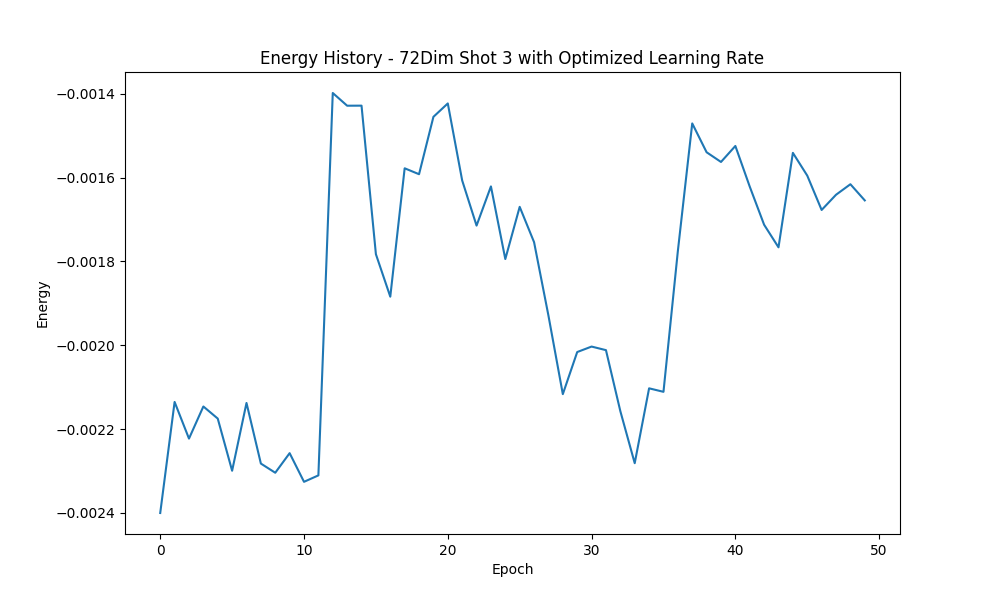 Energy History - 72Dim Shot 3 with Optimized Learning Rate
−0.0014
−0.0016
−0.0018
−0.0020
−0.0022
−0.0024
Energy
0 10 20 30 40 50
Epoch